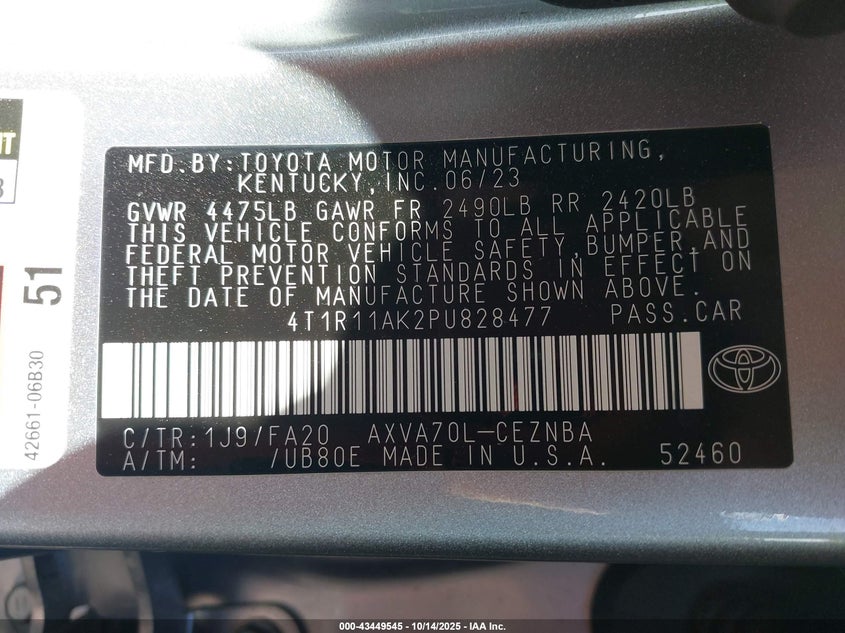 MFD.BY:TOYOTA MOTOR MANUFACTURING,
KENTUCKY,INC.06/23
GVWR 4475LB GAWR FR 2490LB RR 2420LB
THIS VEHICLE CONFORMS TO ALL APPLICABLE
FEDERAL MOTOR VEHICLE SAFETY,BUMPER,AND
THEFT PREVENTION STANDARDS IN EFFECT ON
THE DATE OF MANUFACTURE SHOWN ABOVE.
4T1R11AK2PU828477 PASS.CAR
C/TR:1J9/FA20 AXVA70L-CEZNBA
A/TM: /UB80E MADE IN U.S.A. 52460
51
42661-06B30
000-43449545 - 10/14/2025 - IAA Inc.